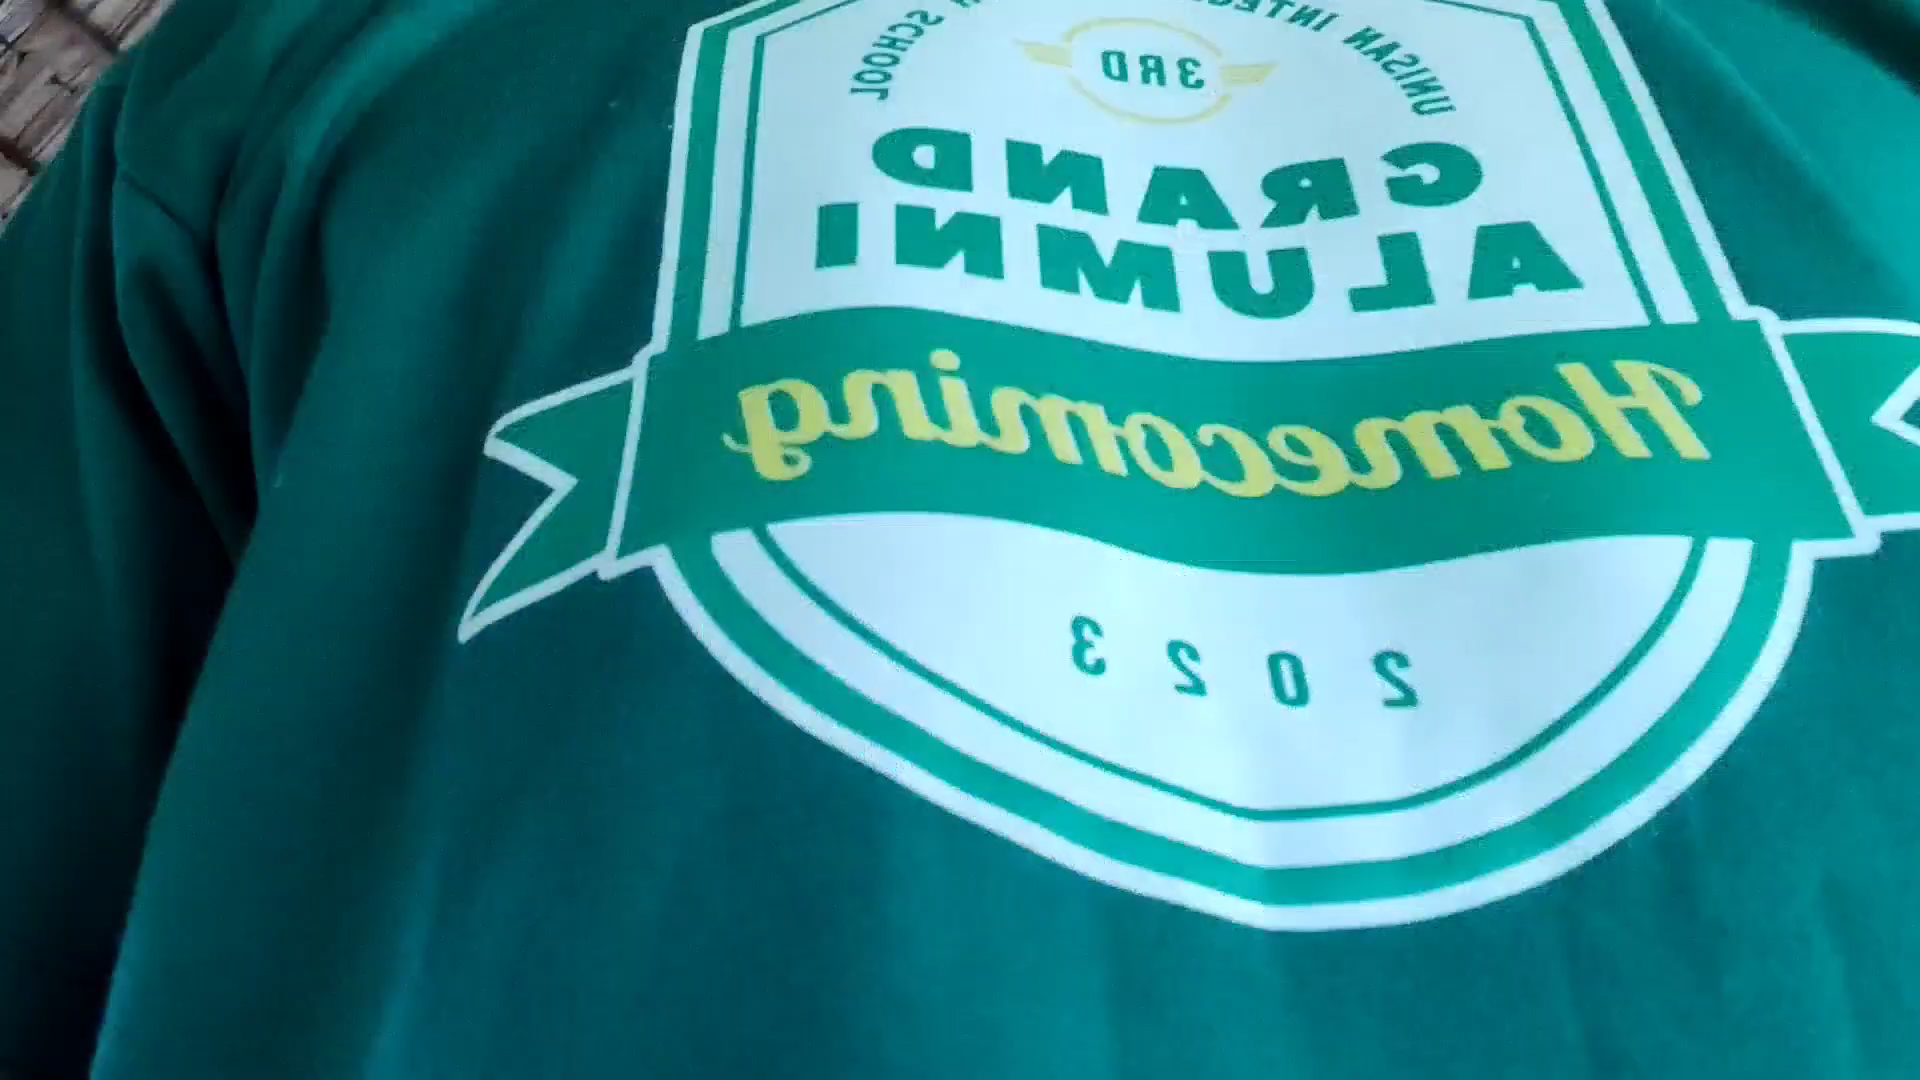 UNISAN SCHOOL
3RD
GRAND
ALUMNI
Homecoming
2023